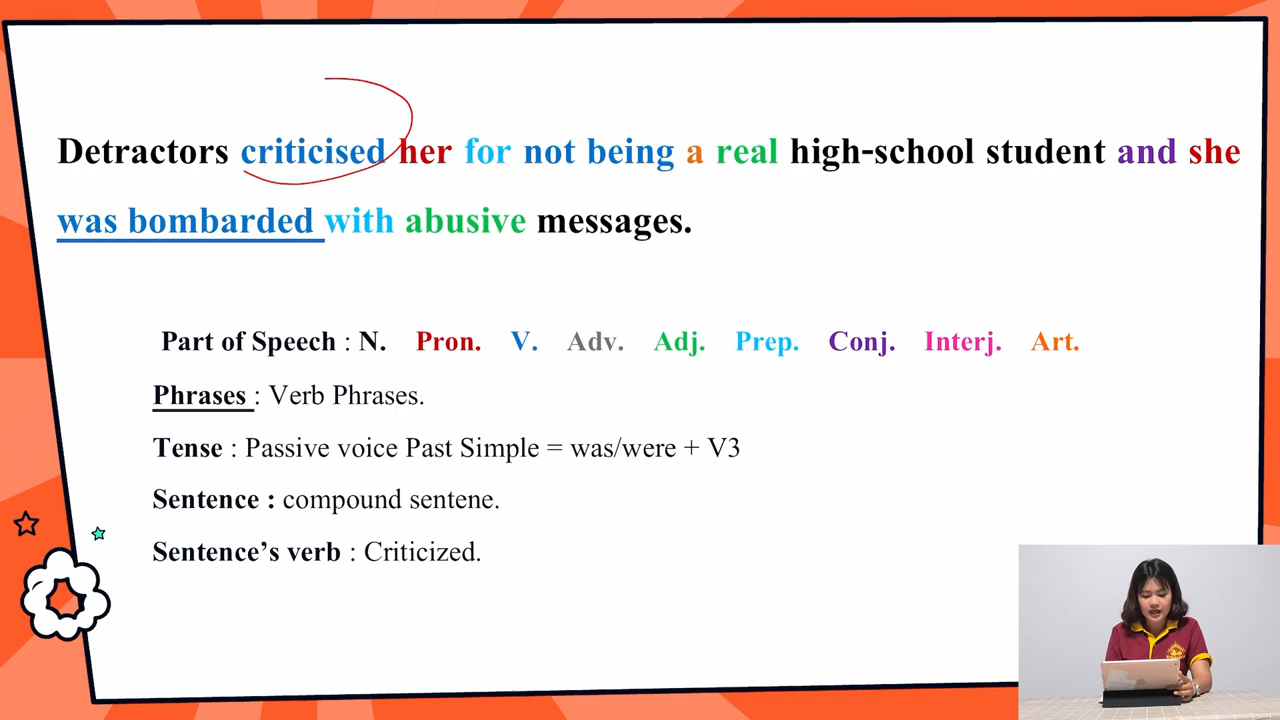 Detractors criticised her for not being a real high-school student and she
was bombarded with abusive messages.
Part of Speech : N. Pron. V. Adv. Adj. Prep. Conj. Interj. Art.
Phrases : Verb Phrases.
Tense : Passive voice Past Simple = was/were + V3
Sentence : compound sentene.
Sentence’s verb : Criticized.